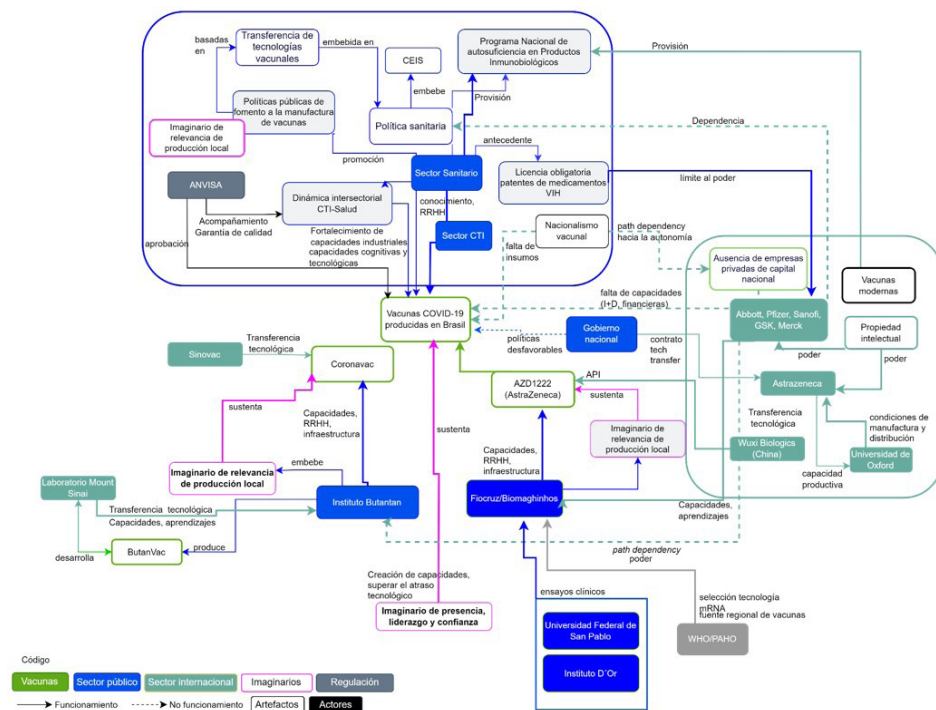 basadas
en
Transferencia de
tecnologías
vacunales
embebida en
CEIS
Programa Nacional de
autosuficiencia en Productos
Inmunobiológicos
Provisión
embebe
Provisión
Políticas públicas de
fomento a la manufactura
de vacunas
Imaginario de
relevancia de
producción local
Política sanitaria
Dependencia
promoción
antecedente
Sector Sanitario
Licencia obligatoria
patentes de medicamentos
VIH
límite al poder
ANVISA
Dinámica intersectorial
CTI-Salud
conocimiento,
RRHH
Acompañamiento
Garantia de calidad
Sector CTI
Nacionalismo
vacunal
path dependency
hacia la autonomía
aprobación
Fortalecimiento de
capacidades industriales
capacidades cognitivas y
tecnológicas
falta de
insumos
Ausencia de empresas
privadas de capital
nacional
Vacunas
modernas
Vacunas COVID-19
producidas en Brasil
falta de capacidades
(I+D, financieras)
Abbott, Pfizer, Sanofi,
GSK, Merck
Propiedad
intelectual
Gobierno
nacional
políticas
desfavorables
contrato
tech
transfer
poder
poder
Sinovac
Transferencia
tecnológica
Coronavac
API
AZD1222
(AstraZeneca)
Astrazeneca
sustenta
sustenta
sustenta
Capacidades,
RRHH,
infraestructura
Imaginario de relevancia
de producción local
Transferencia
tecnológica
condiciones
de
manufactura y
distribución
Wuxi Biologics
(China)
Universidad de
Oxford
capacidad
productiva
Capacidades,
RRHH,
infraestructura
Imaginario de relevancia
de producción local
embebe
Laboratorio Mount
Sinai
Instituto Butantan
Fiocruz/Biomaghinhos
Transferencia tecnológica
Capacidades, aprendizajes
Capacidades,
aprendizajes
desarrolla
ButanVac
produce
path dependency
poder
Creación de capacidades,
superar el atraso
tecnológico
ensayos clínicos
selección tecnología
mRNA
fuente regional de vacunas
Imaginario de presencia,
liderazgo y confianza
Universidad Federal de
San Pablo
WHO/PAHO
Instituto D´Or
Código
Vacunas
Sector público
Sector internacional
Imaginarios
Regulación
Funcionamiento
No funcionamiento
Artefactos
Actores